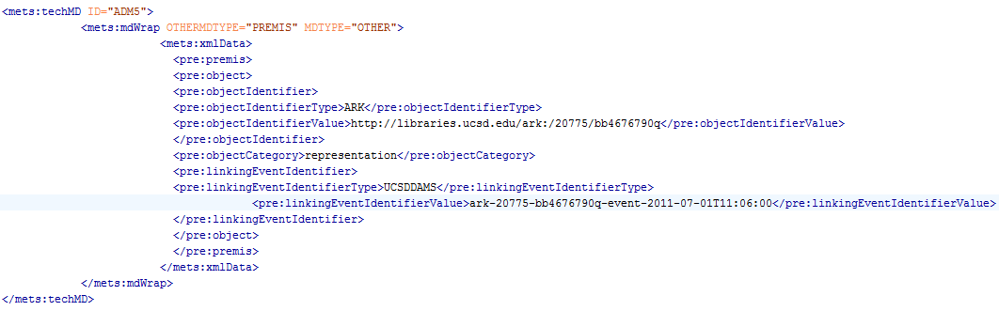 <mets:techMD ID="ADM5">
<mets:mdWrap OTHERMDTYPE="PREMIS" MDTYPE="OTHER">
<mets:xmlData>
<pre:premis>
<pre:object>
<pre:objectIdentifier>
<pre:objectIdentifierType>ARK</pre:objectIdentifierType>
<pre:objectIdentifierValue>http://libraries.ucsd.edu/ark:/20775/bb4676790q</pre:objectIdentifierValue>
</pre:objectIdentifier>
<pre:objectCategory>representation</pre:objectCategory>
<pre:linkingEventIdentifier>
<pre:linkingEventIdentifierType>UCSDDAMS</pre:linkingEventIdentifierType>
<pre:linkingEventIdentifierValue>ark-20775-bb4676790q-event-2011-07-01T11:06:00</pre:linkingEventIdentifierValue>
</pre:linkingEventIdentifier>
</pre:object>
</pre:premis>
</mets:xmlData>
</mets:mdWrap>
</mets:techMD>